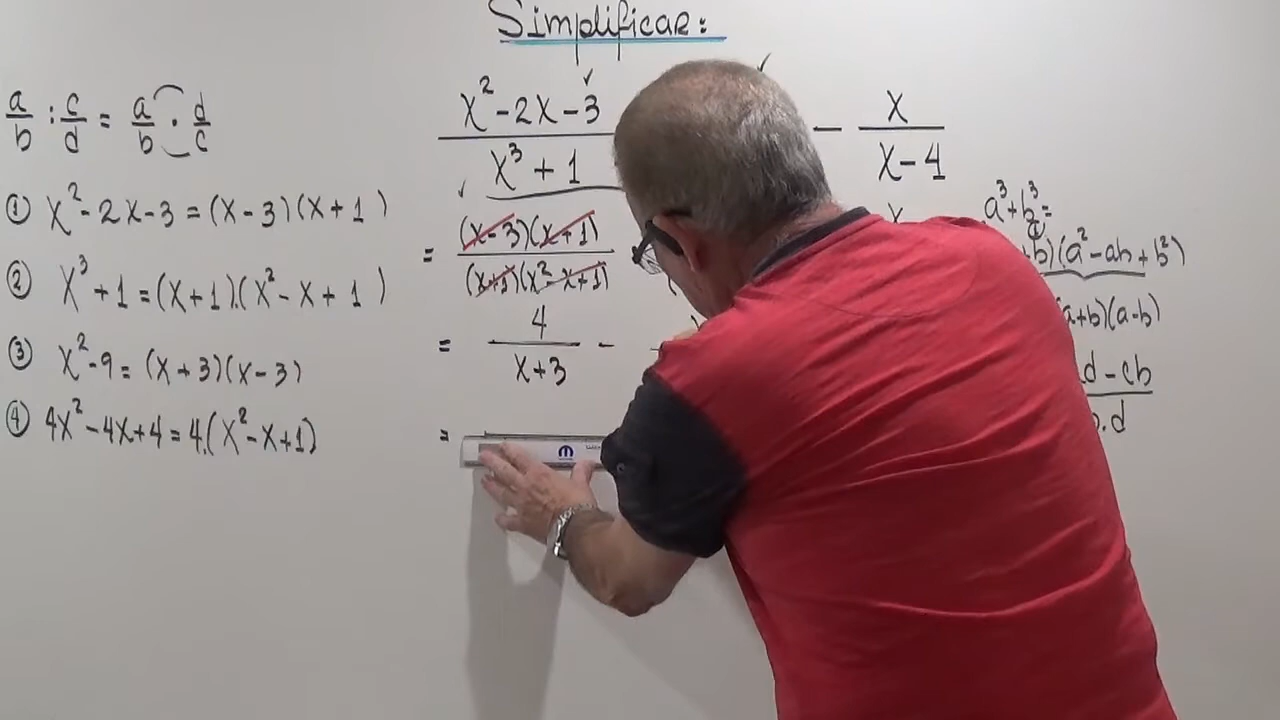 Simplificar:
a/b : c/d = a/b · d/c
① x² - 2x - 3 = (x - 3)(x + 1)
② x³ + 1 = (x + 1).(x² - x + 1)
③ x² - 9 = (x + 3)(x - 3)
④ 4x² - 4x + 4 = 4.(x² - x + 1)
(x² - 2x - 3)/(x³ + 1) - x/(x - 4)
= (x - 3)(x + 1)/(x + 1)(x² - x + 1)
= 4/(x + 3) -
=
a³ + b³ =
b)(a² - ab + b²)
a + b)(a - b)
d - cb
.d